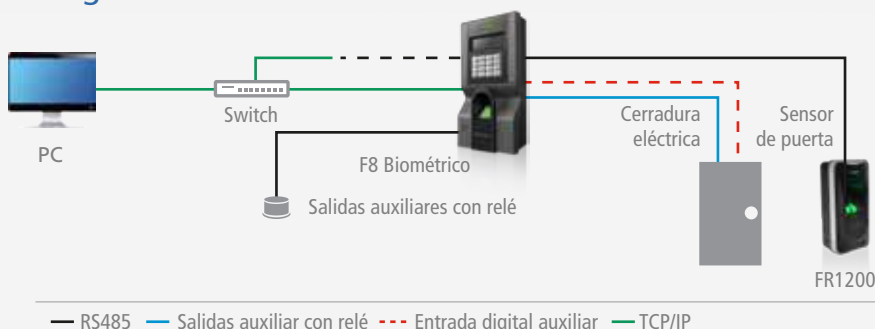 PC
Switch
F8 Biométrico
Salidas auxiliares con relé
Cerradura
eléctrica
Sensor
de puerta
FR1200
RS485 Salidas auxiliar con relé Entrada digital auxiliar TCP/IP